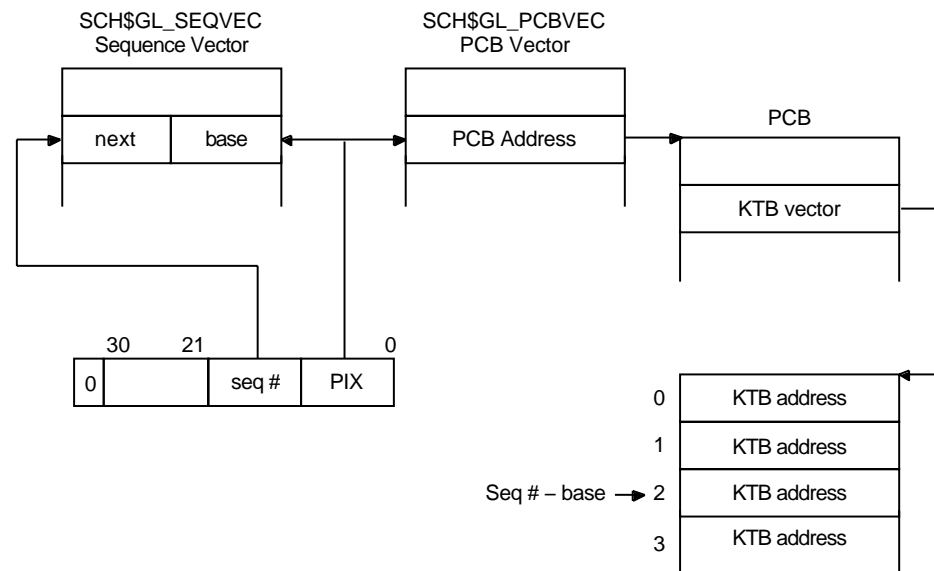 SCH$GL_SEQVEC
Sequence Vector
SCH$GL_PCBVEC
PCB Vector
next
base
PCB Address
PCB
KTB vector
30
21
0
0
seq #
PIX
0
KTB address
1
KTB address
Seq # – base
2
KTB address
3
KTB address